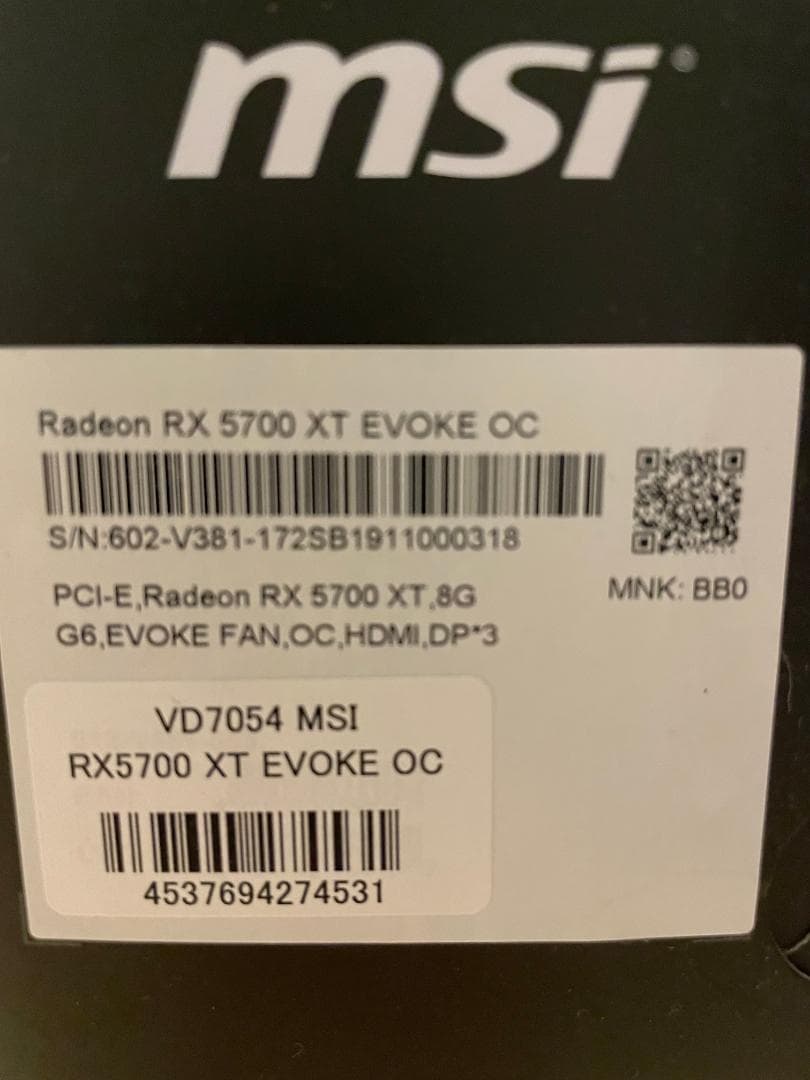 msi®
Radeon RX 5700 XT EVOKE OC
S/N:602-V381-172SB1911000318
PCI-E,Radeon RX 5700 XT,8G
G6,EVOKE FAN,OC,HDMI,DP*3
MNK: BB0
VD7054 MSI
RX5700 XT EVOKE OC
4537694274531